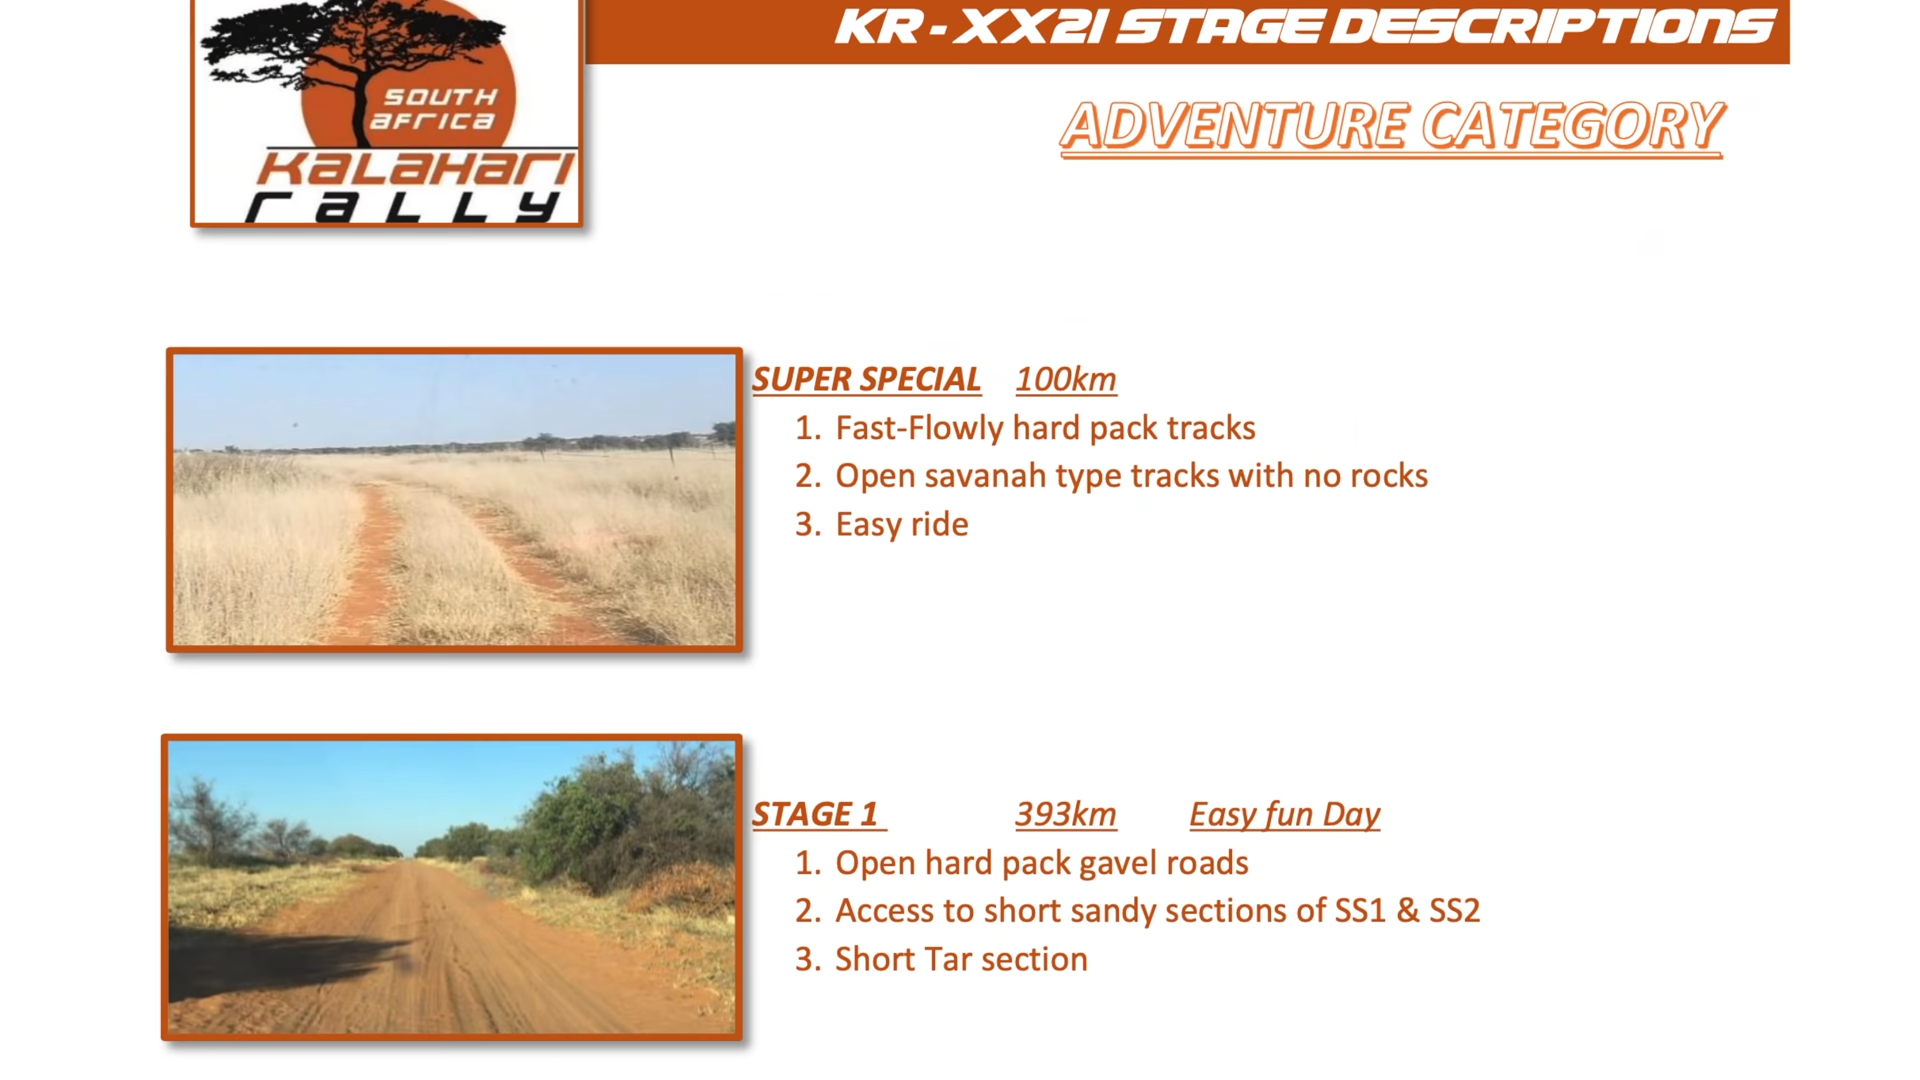 KR - XX21 STAGE DESCRIPTIONS
SOUTH
aFrica
KaLaHarI
raLLy
ADVENTURE CATEGORY
SUPER SPECIAL 100km
1. Fast-Flowly hard pack tracks
2. Open savanah type tracks with no rocks
3. Easy ride
STAGE 1 393km Easy fun Day
1. Open hard pack gavel roads
2. Access to short sandy sections of SS1 & SS2
3. Short Tar section